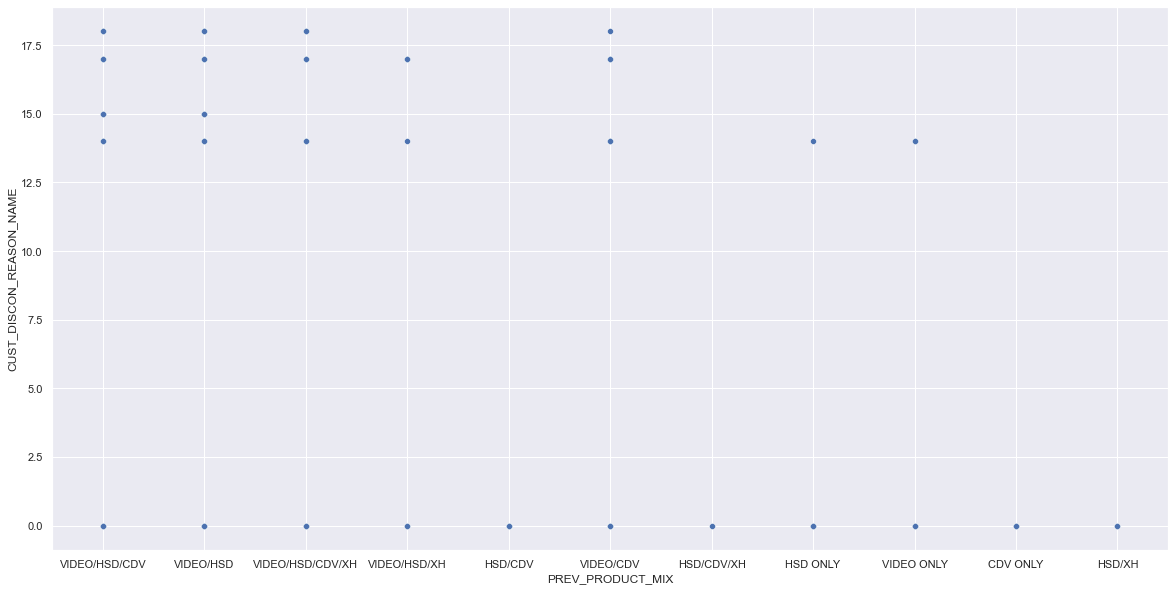 17.5
15.0
12.5
10.0
7.5
5.0
2.5
0.0
CUST_DISCON_REASON_NAME
VIDEO/HSD/CDV VIDEO/HSD VIDEO/HSD/CDV/XH VIDEO/HSD/XH HSD/CDV VIDEO/CDV HSD/CDV/XH HSD ONLY VIDEO ONLY CDV ONLY HSD/XH
PREV_PRODUCT_MIX